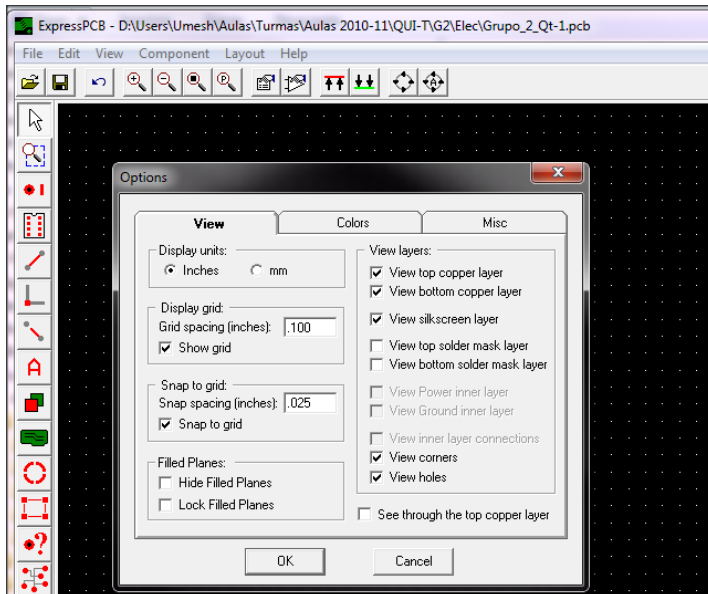 ExpressPCB - D:\Users\Umesh\Aulas\Turmas\Aulas 2010-11\QUI-T\G2\Elec\Grupo_2_Qt-1.pcb
File Edit View Component Layout Help
Options
View Colors Misc
Display units:
Inches mm
Display grid:
Grid spacing (inches): .100
Show grid
Snap to grid:
Snap spacing (inches): .025
Snap to grid
Filled Planes:
Hide Filled Planes
Lock Filled Planes
View layers:
View top copper layer
View bottom copper layer
View silkscreen layer
View top solder mask layer
View bottom solder mask layer
View Power inner layer
View Ground inner layer
View inner layer connections
View corners
View holes
See through the top copper layer
OK Cancel